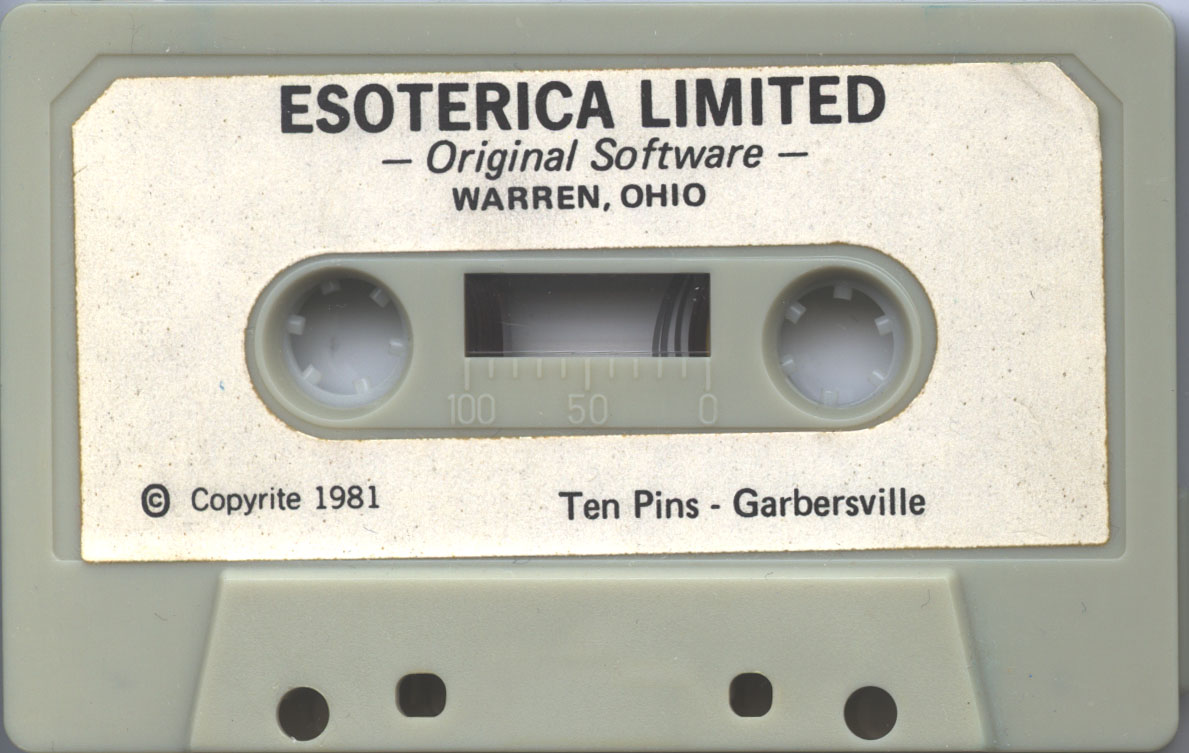 ESOTERICA LIMITED
— Original Software —
WARREN, OHIO
100 50 0
© Copyrite 1981
Ten Pins - Garbersville